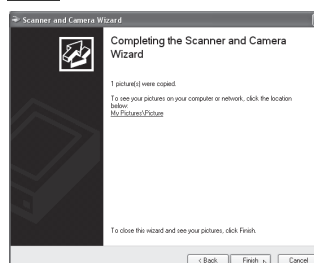 Scanner and Camera Wizard
Completing the Scanner and Camera
Wizard
1 picture(s) were copied.
To see your pictures on your computer or network, click the location
below:
My Pictures\Picture
To close this wizard and see your pictures, click Finish.
< Back Finish Cancel